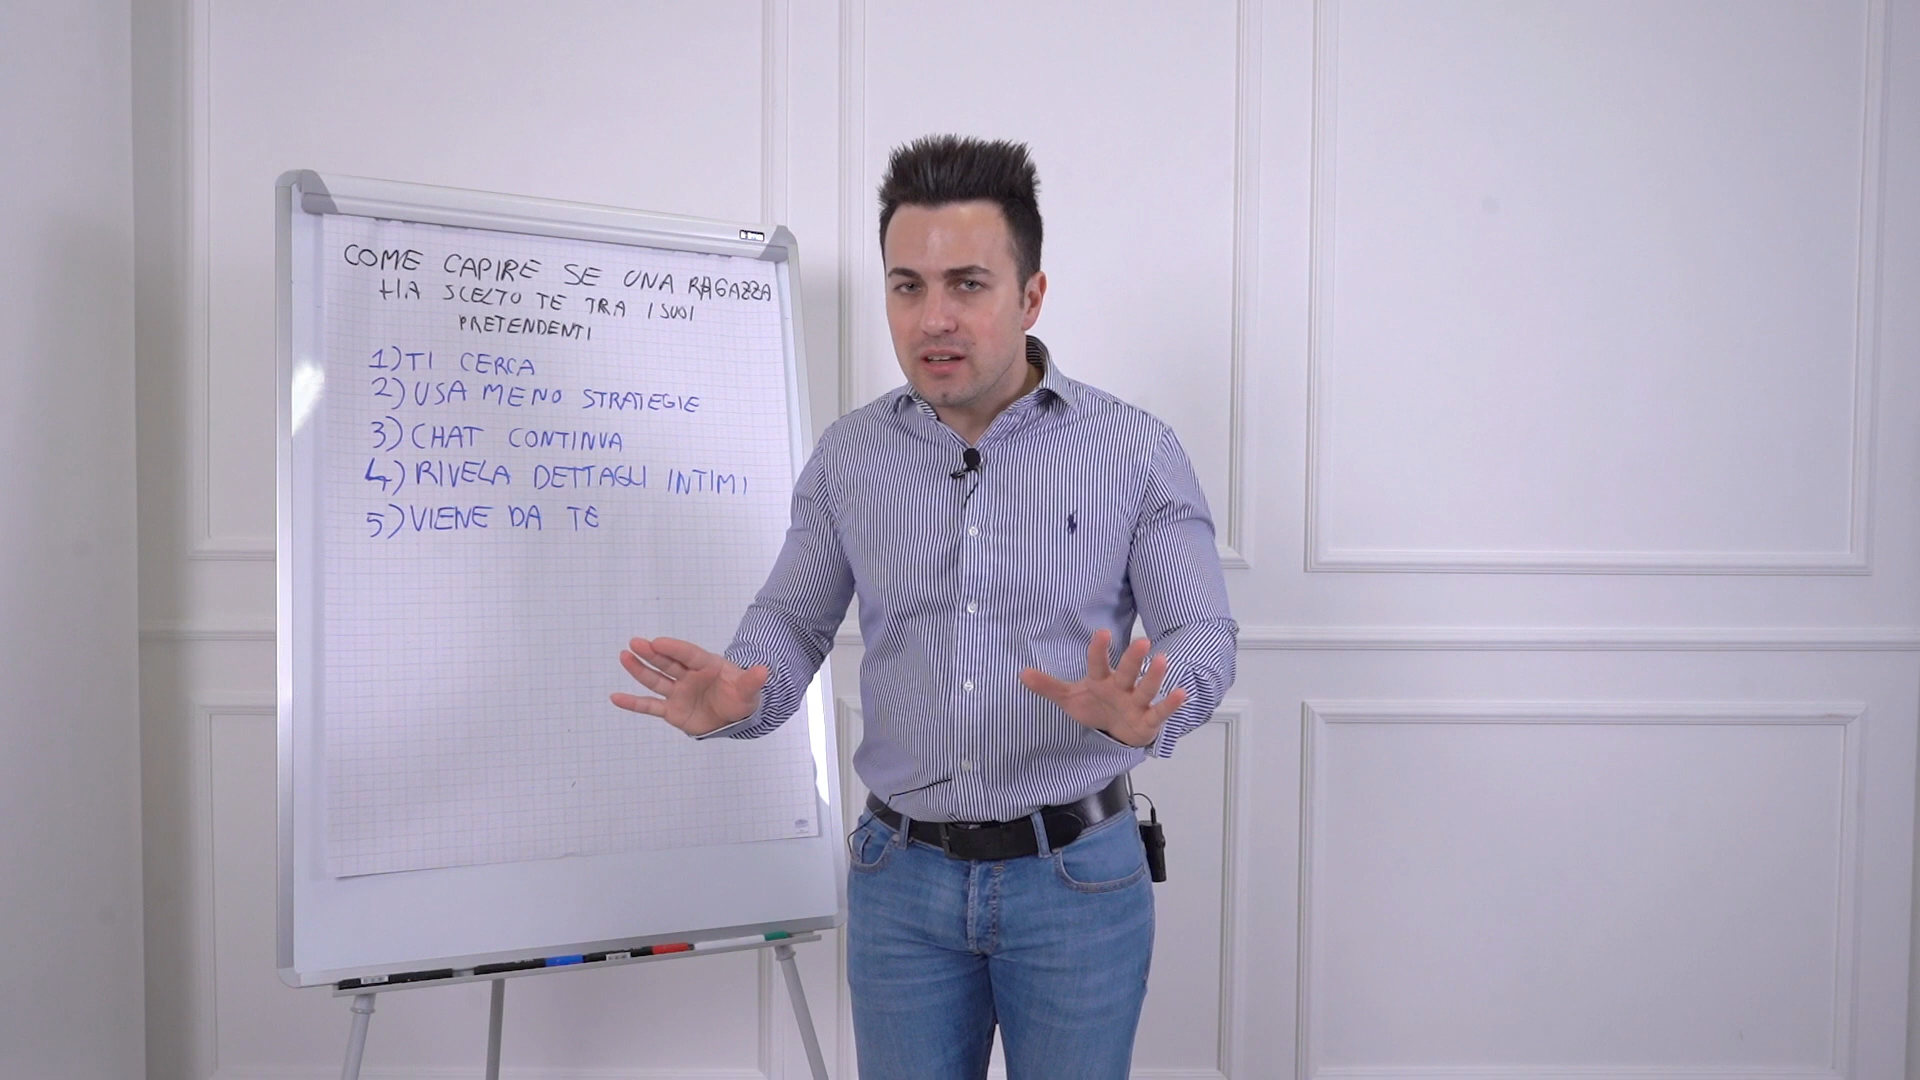 COME CAPIRE SE UNA RAGAZZA
HA SCELTO TE TRA I SUOI
PRETENDENTI
1) TI CERCA
2) USA MENO STRATEGIE
3) CHAT CONTINUA
4) RIVELA DETTAGLI INTIMI
5) VIENE DA TE